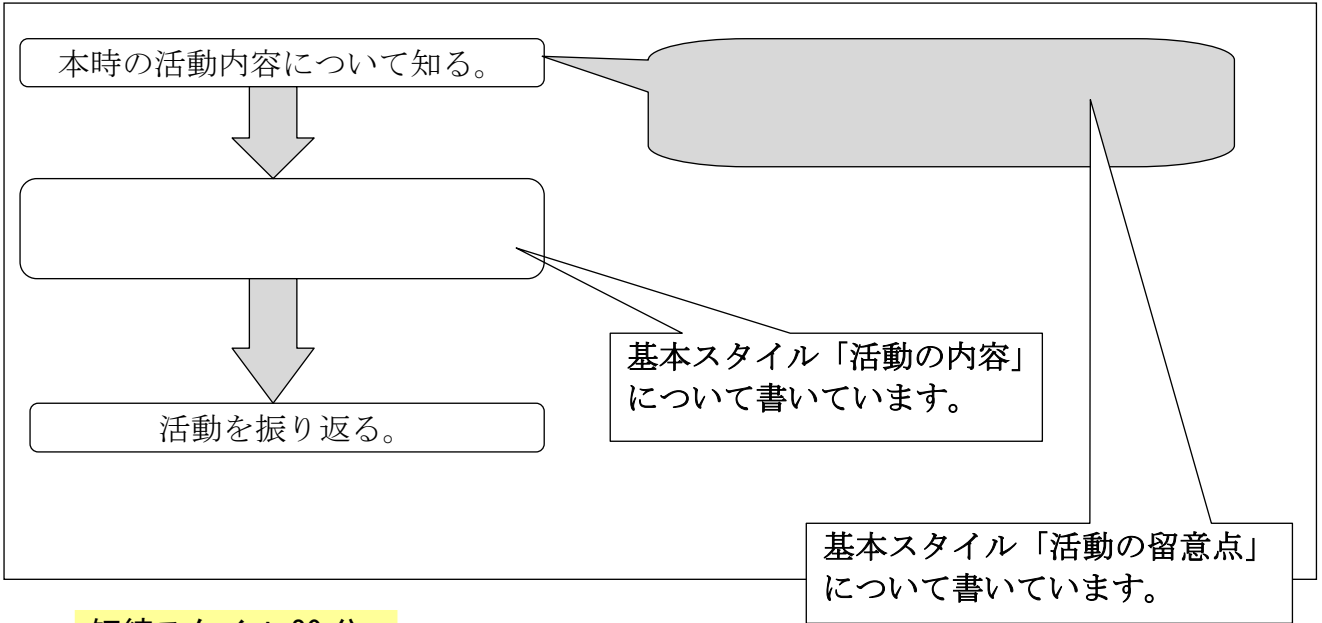 本時の活動内容について知る。
基本スタイル「活動の内容」
について書いています。
活動を振り返る。
基本スタイル「活動の留意点」
について書いています。